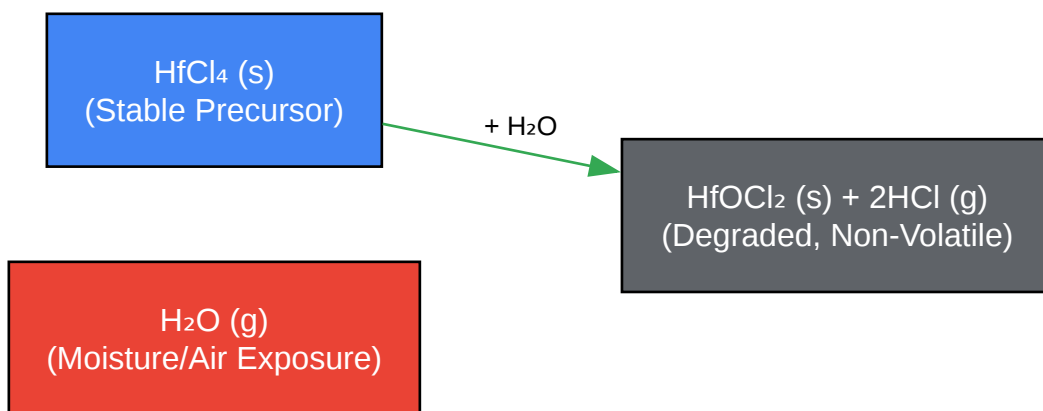 HfCl₄ (s)
(Stable Precursor)
+ H₂O
HfOCl₂ (s) + 2HCl (g)
(Degraded, Non-Volatile)
H₂O (g)
(Moisture/Air Exposure)